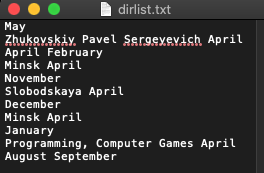 dirlist.txt
May
Zhukovskiy Pavel Sergeyevich April
April February
Minsk April
November
Slobodskaya April
December
Minsk April
January
Programming, Computer Games April
August September